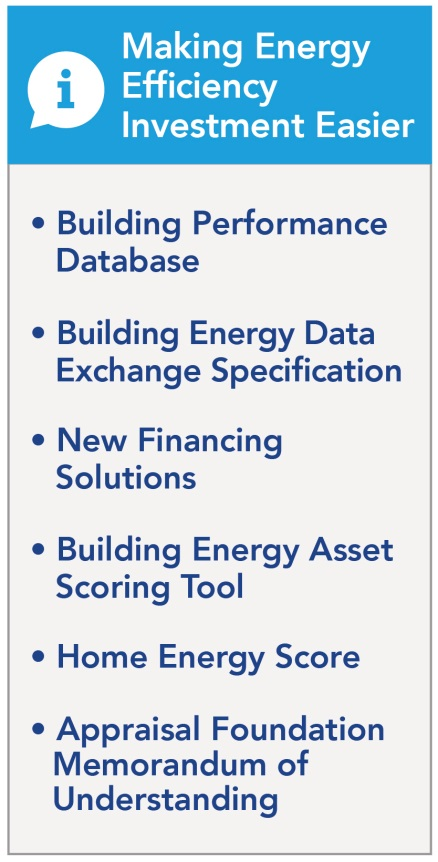 Making Energy
Efficiency
Investment Easier
• Building Performance
Database
• Building Energy Data
Exchange Specification
• New Financing
Solutions
• Building Energy Asset
Scoring Tool
• Home Energy Score
• Appraisal Foundation
Memorandum of
Understanding